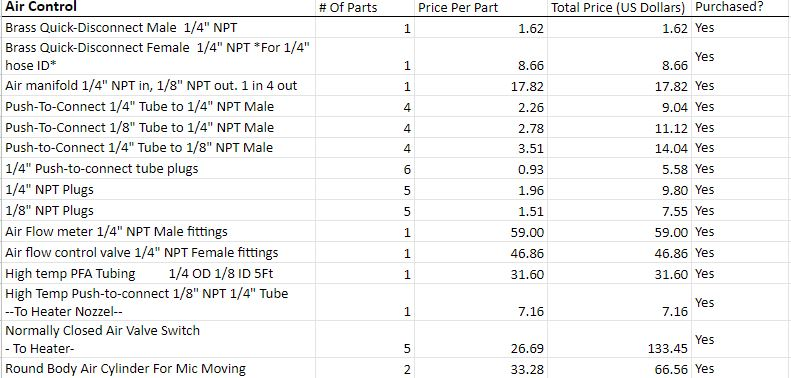 Air Control # Of Parts Price Per Part Total Price (US Dollars) Purchased?
Brass Quick-Disconnect Male 1/4" NPT 1 1.62 1.62 Yes
Brass Quick-Disconnect Female 1/4" NPT *For 1/4"
hose ID* 1 8.66 8.66 Yes
Air manifold 1/4" NPT in, 1/8" NPT out. 1 in 4 out 1 17.82 17.82 Yes
Push-To-Connect 1/4" Tube to 1/4" NPT Male 4 2.26 9.04 Yes
Push-To-Connect 1/8" Tube to 1/4" NPT Male 4 2.78 11.12 Yes
Push-to-Connect 1/4" Tube to 1/8" NPT Male 4 3.51 14.04 Yes
1/4" Push-to-connect tube plugs 6 0.93 5.58 Yes
1/4" NPT Plugs 5 1.96 9.80 Yes
1/8" NPT Plugs 5 1.51 7.55 Yes
Air Flow meter 1/4" NPT Male fittings 1 59.00 59.00 Yes
Air flow control valve 1/4" NPT Female fittings 1 46.86 46.86 Yes
High temp PFA Tubing 1/4 OD 1/8 ID 5Ft 1 31.60 31.60 Yes
High Temp Push-to-connect 1/8" NPT 1/4" Tube
--To Heater Nozzel-- 1 7.16 7.16 Yes
Normally Closed Air Valve Switch
- To Heater- 5 26.69 133.45 Yes
Round Body Air Cylinder For Mic Moving 2 33.28 66.56 Yes